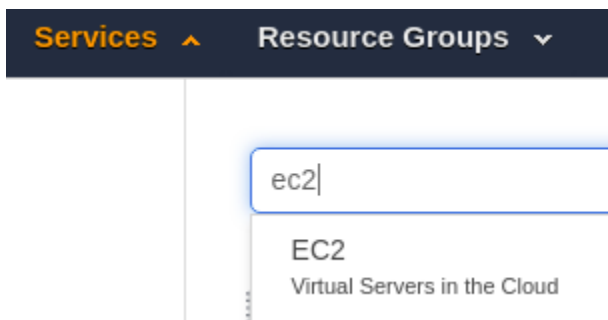 Services Resource Groups
ec2
EC2
Virtual Servers in the Cloud